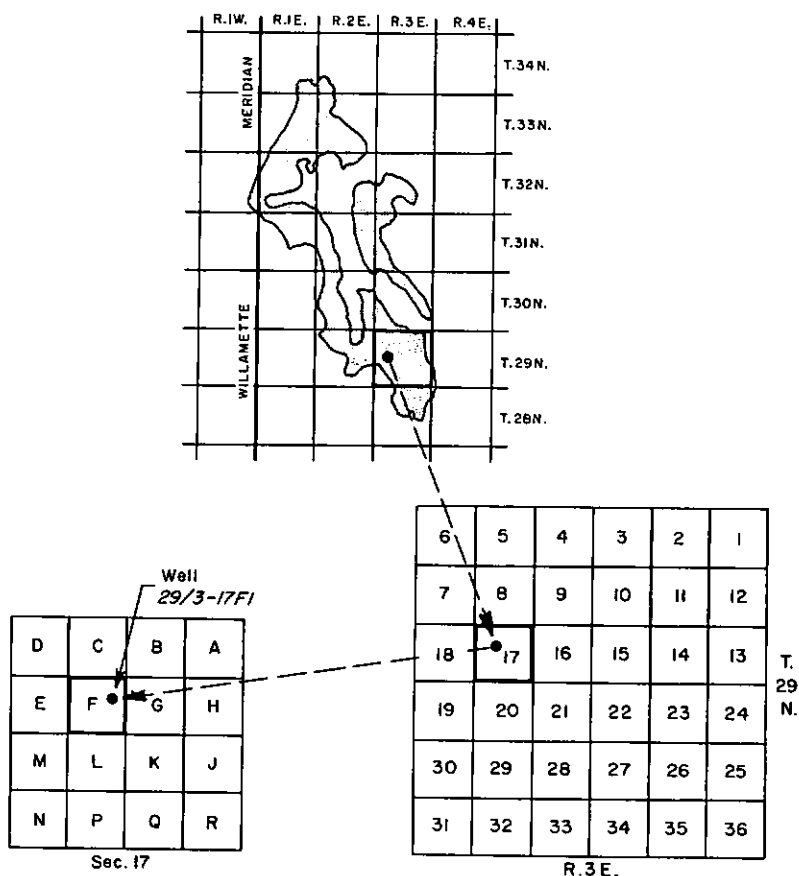 R.1W. R.1E. R.2E. R.3E. R.4E.
T.34N.
MERIDIAN
T.33N.
T.32N.
T.31N.
T.30N.
WILLAMETTE
T.29N.
T.28N.
6 5 4 3 2 1
7 8 9 10 11 12
18 17 16 15 14 13
19 20 21 22 23 24
30 29 28 27 26 25
31 32 33 34 35 36
T.
29
N.
R.3E.
Well
29/3-17F1
D C B A
E F G H
M L K J
N P Q R
Sec. 17